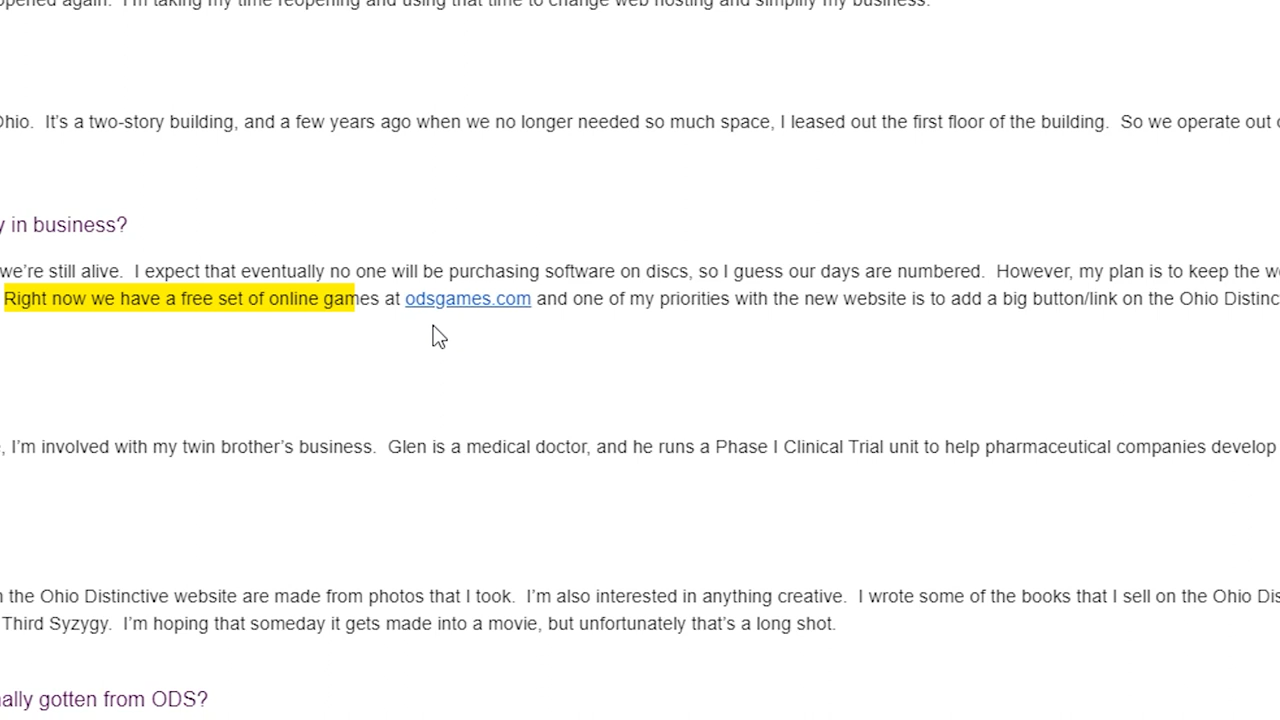 opened again. I'm taking my time reopening and using that time to change web hosting and simplify my business.
Ohio. It's a two-story building, and a few years ago when we no longer needed so much space, I leased out the first floor of the building. So we operate out
y in business?
we're still alive. I expect that eventually no one will be purchasing software on discs, so I guess our days are numbered. However, my plan is to keep the w
Right now we have a free set of online games at odsgames.com and one of my priorities with the new website is to add a big button/link on the Ohio Distinc
, I'm involved with my twin brother's business. Glen is a medical doctor, and he runs a Phase I Clinical Trial unit to help pharmaceutical companies develop
the Ohio Distinctive website are made from photos that I took. I'm also interested in anything creative. I wrote some of the books that I sell on the Ohio Dis
Third Syzygy. I'm hoping that someday it gets made into a movie, but unfortunately that's a long shot.
nally gotten from ODS?